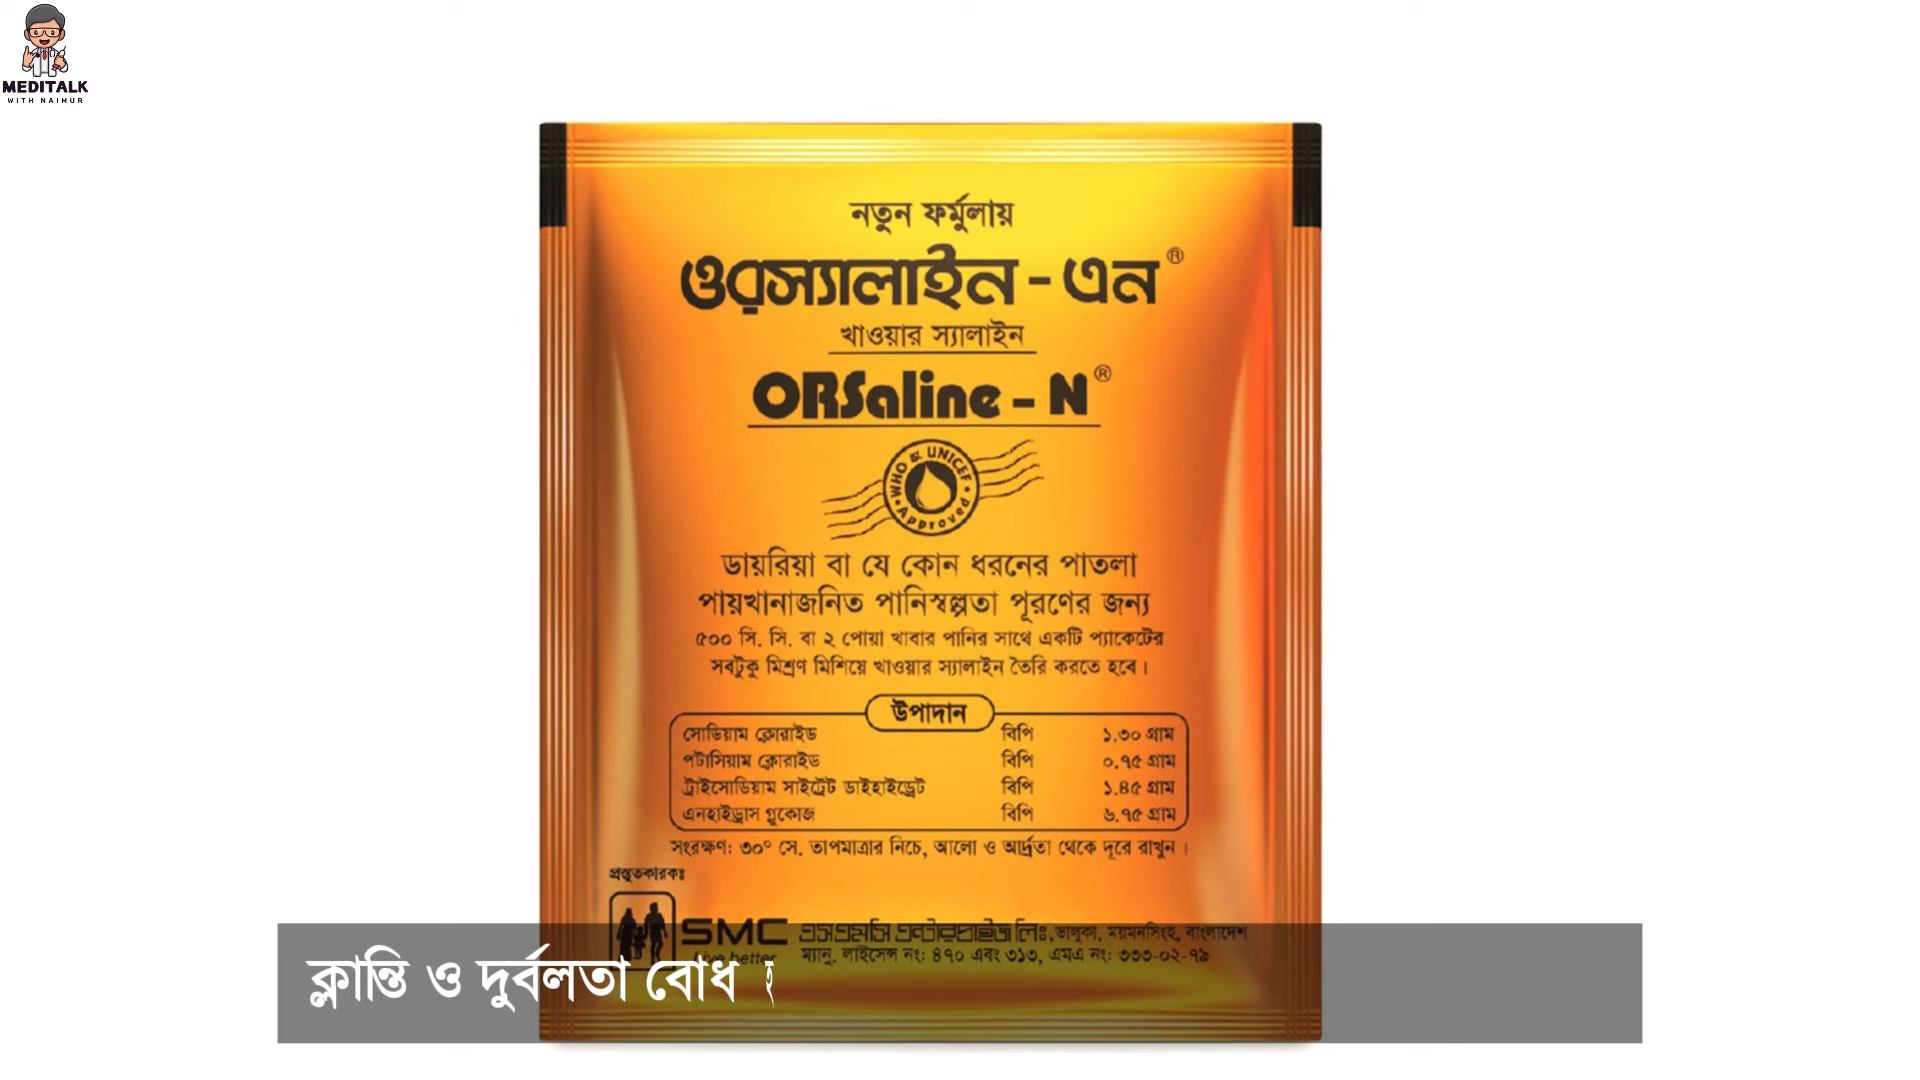 MEDITALK
WITH NAIMUR
নতুন ফর্মুলায়
ওরস্যালাইন-এন®
খাওয়ার স্যালাইন
ORSaline - N®
WHO & UNICEF
Approved
ডায়রিয়া বা যে কোন ধরনের পাতলা
পায়খানাজনিত পানিস্বল্পতা পূরণের জন্য
৫০০ সি. সি. বা ২ পোয়া খাবার পানির সাথে একটি প্যাকেটের
সবটুকু মিশ্রণ মিশিয়ে খাওয়ার স্যালাইন তৈরি করতে হবে।
উপাদান
সোডিয়াম ক্লোরাইড বিপি ১.৩০ গ্রাম
পটাসিয়াম ক্লোরাইড বিপি ০.৭৫ গ্রাম
ট্রাইসোডিয়াম সাইট্রেট ডাইহাইড্রেট বিপি ১.৪৫ গ্রাম
এনহাইড্রাস গ্লুকোজ বিপি ৬.৭৫ গ্রাম
সংরক্ষণ: ৩০° সে. তাপমাত্রার নিচে, আলো ও আর্দ্রতা থেকে দূরে রাখুন।
প্রস্তুতকারকঃ
SMC এসএমসি এন্টারপ্রাইজ লিঃ, ভালুকা, ময়মনসিংহ, বাংলাদেশ
Live better ম্যানু. লাইসেন্স নং: ৪৭০ এবং ৩১৩, এমএ নং: ৩৩৩-০২-৭৯
ক্লান্তি ও দুর্বলতা বোধ